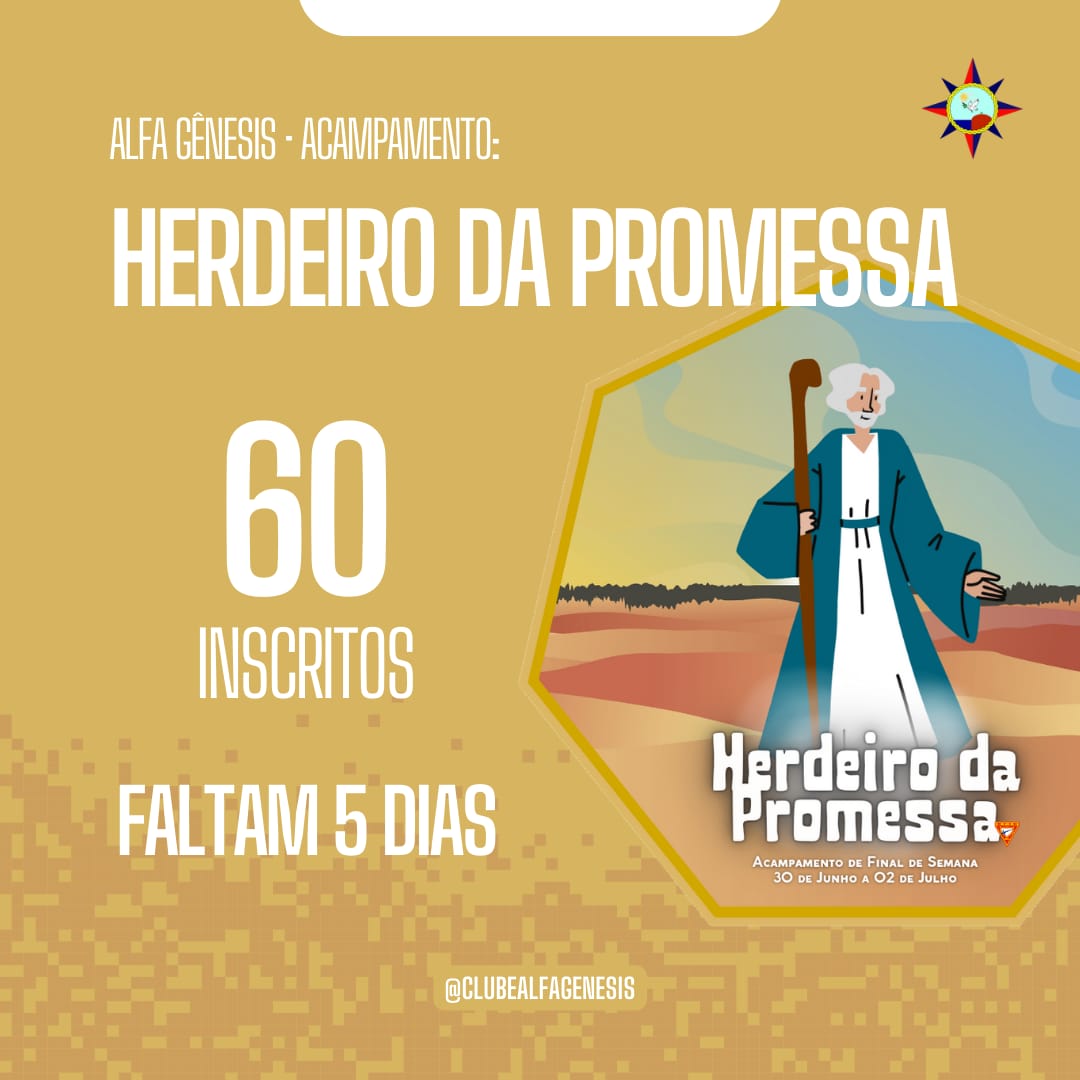 ALFA GÊNESIS - ACAMPAMENTO:
HERDEIRO DA PROMESSA
60
INSCRITOS
FALTAM 5 DIAS
Herdeiro da
Promessa
Acampamento de Final de Semana
30 de Junho a 02 de Julho
@CLUBEALFAGENESIS